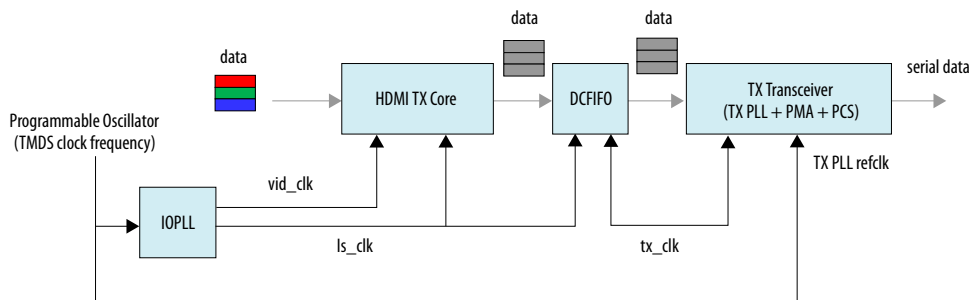 data
data
data
serial data
HDMI TX Core
DCFIFO
TX Transceiver
(TX PLL + PMA + PCS)
Programmable Oscillator
(TMDS clock frequency)
TX PLL refclk
vid_clk
IOPLL
ls_clk
tx_clk